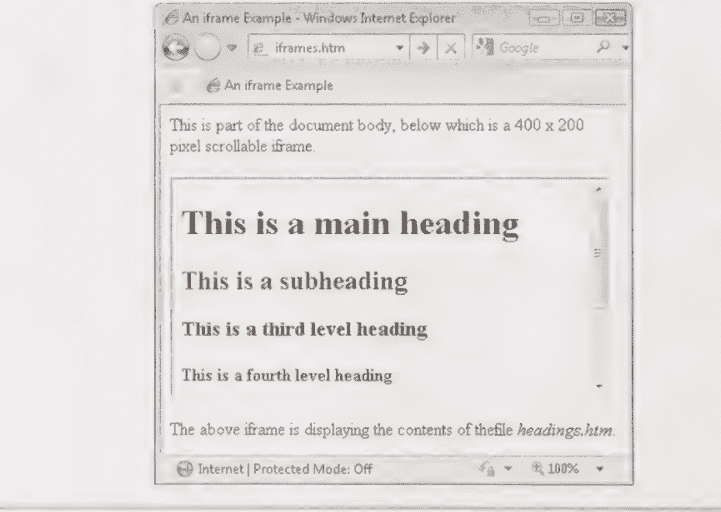 An iframe Example - Windows Internet Explorer
iframes.htm
Google
An iframe Example
This is part of the document body, below which is a 400 x 200
pixel scrollable iframe.
This is a main heading
This is a subheading
This is a third level heading
This is a fourth level heading
The above iframe is displaying the contents of thefile headings.htm.
Internet | Protected Mode: Off
100%